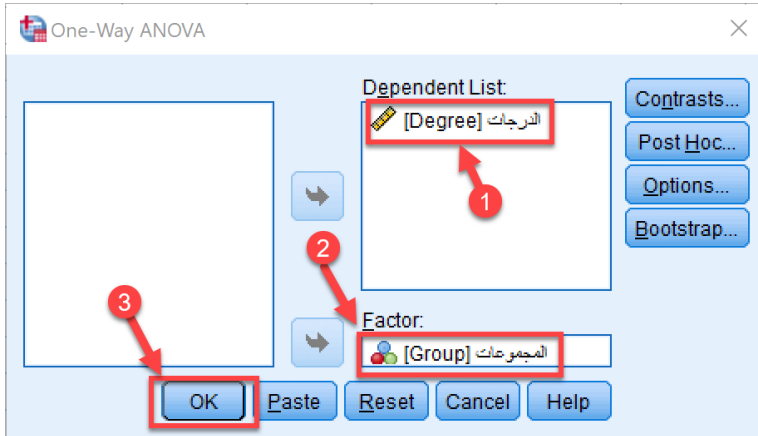 One-Way ANOVA
Dependent List:
الدرجات [Degree]
1
Contrasts...
Post Hoc...
Options...
Bootstrap...
2
Factor:
المجموعات [Group]
3
OK
Paste
Reset
Cancel
Help